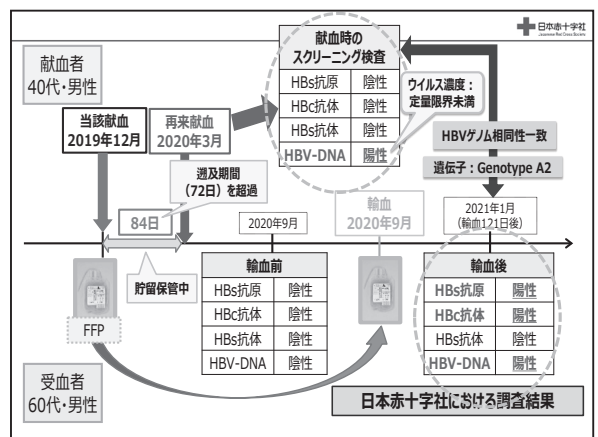 日本赤十字社
Japanese Red Cross Society
献血者
40代・男性
献血時の
スクリーニング検査
HBs抗原 陰性
HBc抗体 陰性
HBs抗体 陰性
HBV-DNA 陽性
ウイルス濃度:
定量限界未満
当該献血
2019年12月
再来献血
2020年3月
HBVゲノム相同性一致
遺伝子:Genotype A2
遡及期間
(72日)を超過
84日
2020年9月
輸血
2020年9月
2021年1月
(輸血121日後)
貯留保管中
FFP
輸血前
HBs抗原 陰性
HBc抗体 陰性
HBs抗体 陰性
HBV-DNA 陰性
輸血後
HBs抗原 陽性
HBc抗体 陽性
HBs抗体 陰性
HBV-DNA 陽性
受血者
60代・男性
日本赤十字社における調査結果